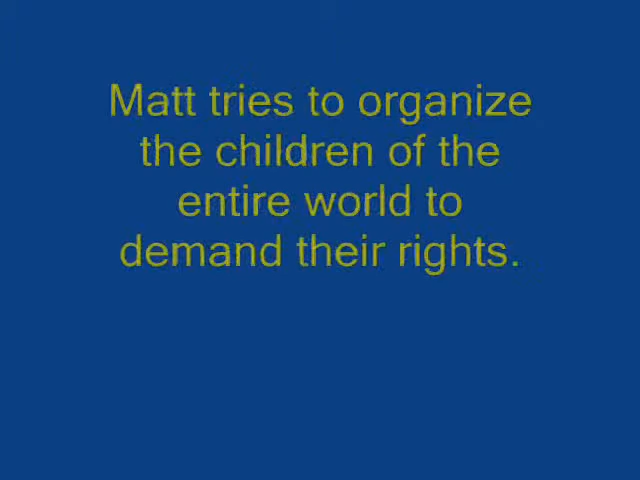 Matt tries to organize
the children of the
entire world to
demand their rights.